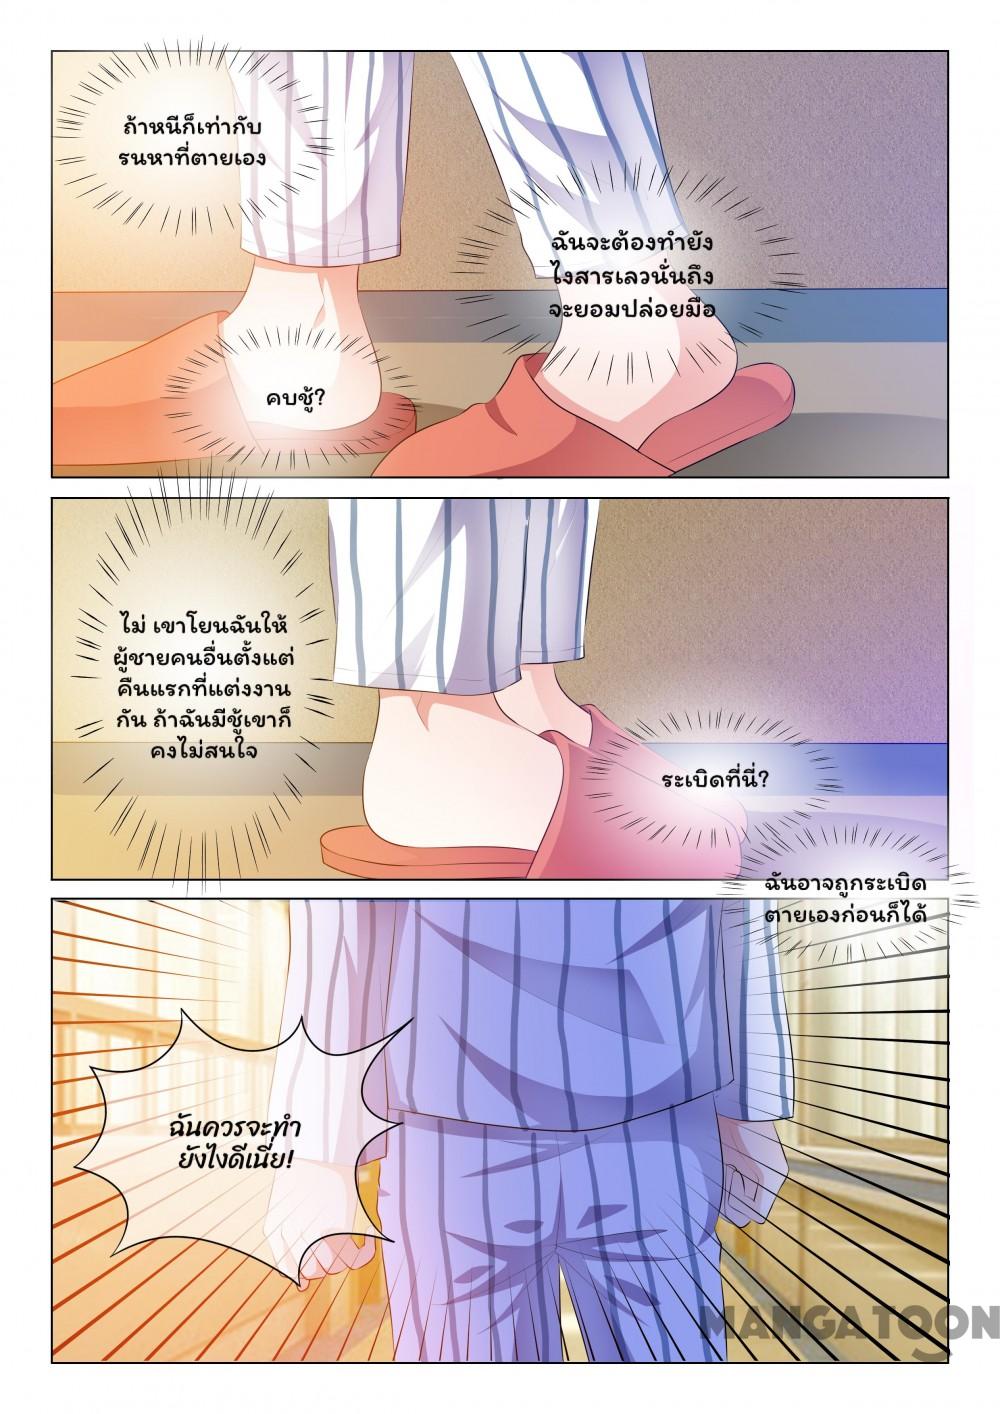 ถ้าหนีก็เท่ากับ
รนหาที่ตายเอง
ฉันจะต้องทำยัง
ไงสารเลวนั่นถึง
จะยอมปล่อยมือ
คบชู้?
ไม่ เขาโยนฉันให้
ผู้ชายคนอื่นตั้งแต่
คืนแรกที่แต่งงาน
กัน ถ้าฉันมีชู้เขาก็
คงไม่สนใจ
ระเบิดที่นี่?
ฉันอาจถูกระเบิด
ตายเองก่อนก็ได้
ฉันควรจะทำ
ยังไงดีเนี่ย!
MANGATOON